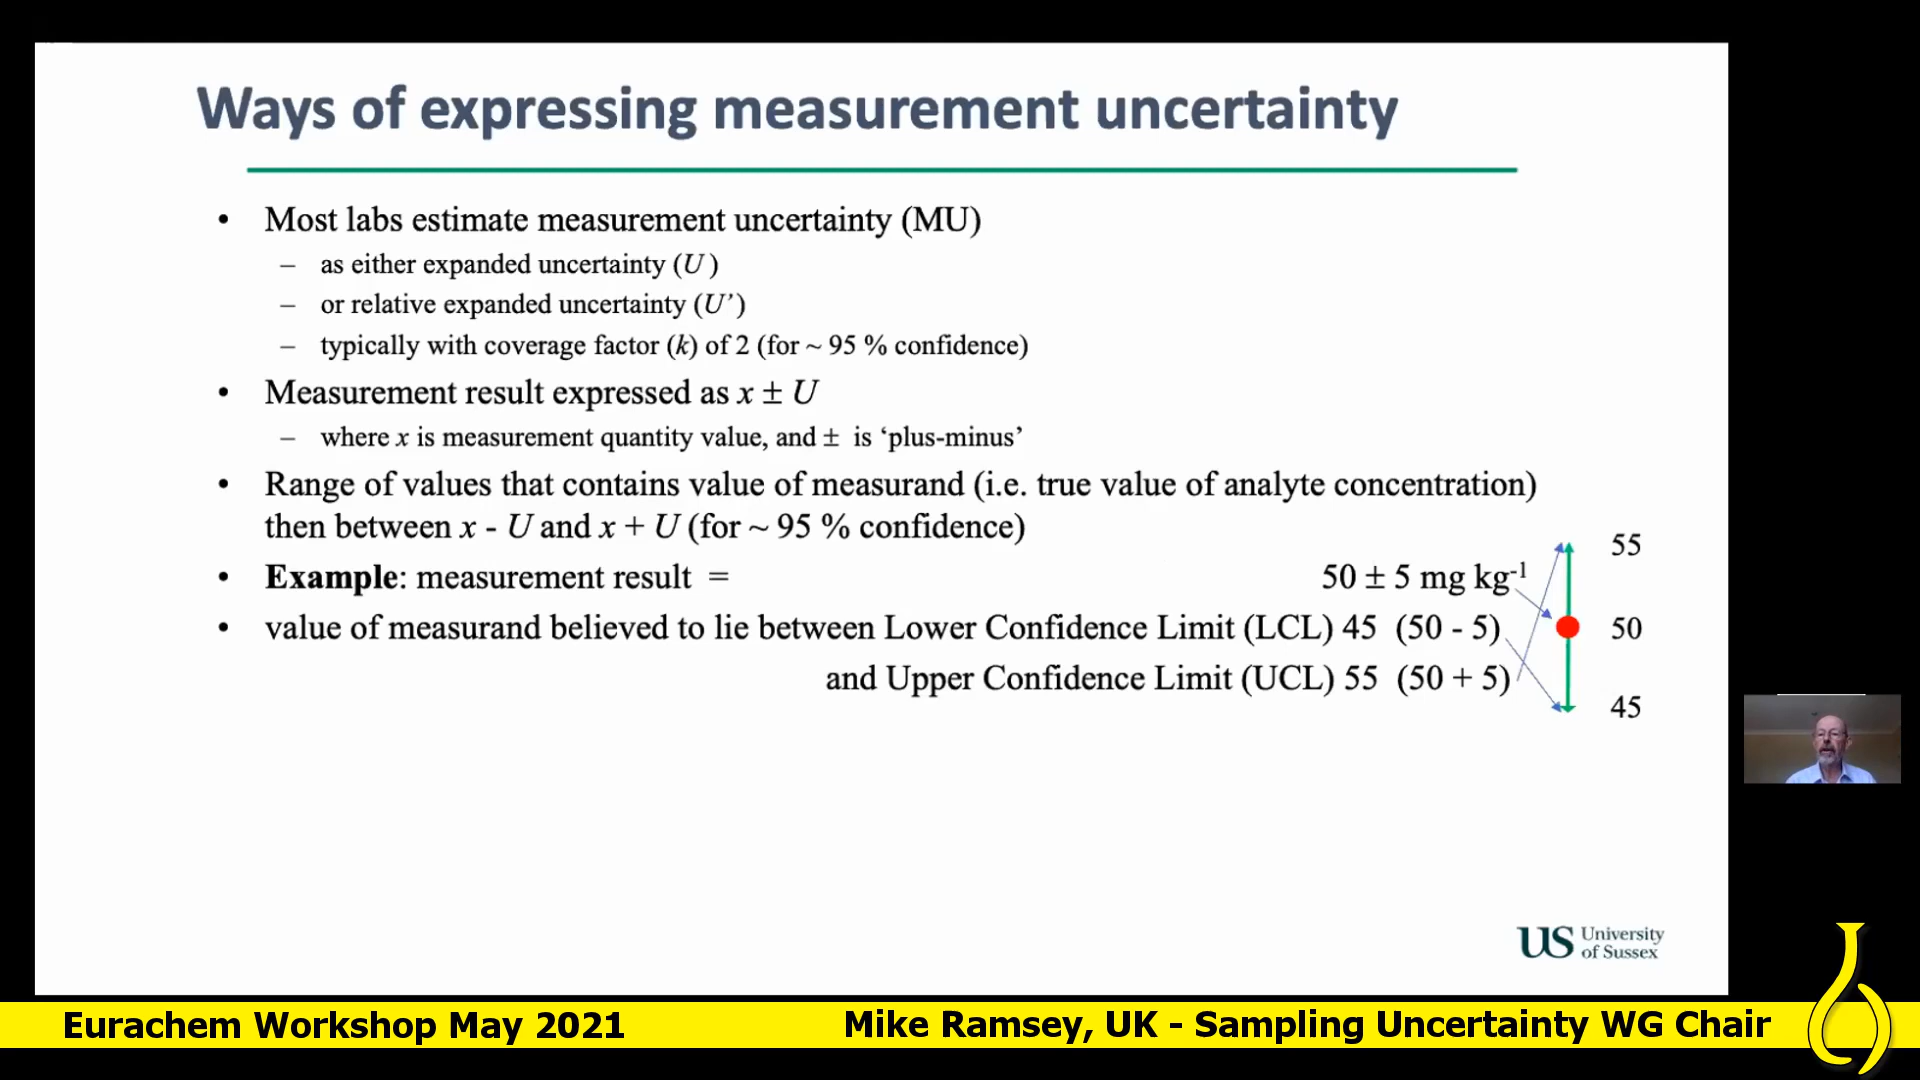 Ways of expressing measurement uncertainty
• Most labs estimate measurement uncertainty (MU)
– as either expanded uncertainty (U )
– or relative expanded uncertainty (U’)
– typically with coverage factor (k) of 2 (for ~ 95 % confidence)
• Measurement result expressed as x ± U
– where x is measurement quantity value, and ± is ‘plus-minus’
• Range of values that contains value of measurand (i.e. true value of analyte concentration)
then between x - U and x + U (for ~ 95 % confidence)
• Example: measurement result = 50 ± 5 mg kg⁻¹
• value of measurand believed to lie between Lower Confidence Limit (LCL) 45 (50 - 5)
and Upper Confidence Limit (UCL) 55 (50 + 5)
55
50
45
US University
of Sussex
Eurachem Workshop May 2021
Mike Ramsey, UK - Sampling Uncertainty WG Chair